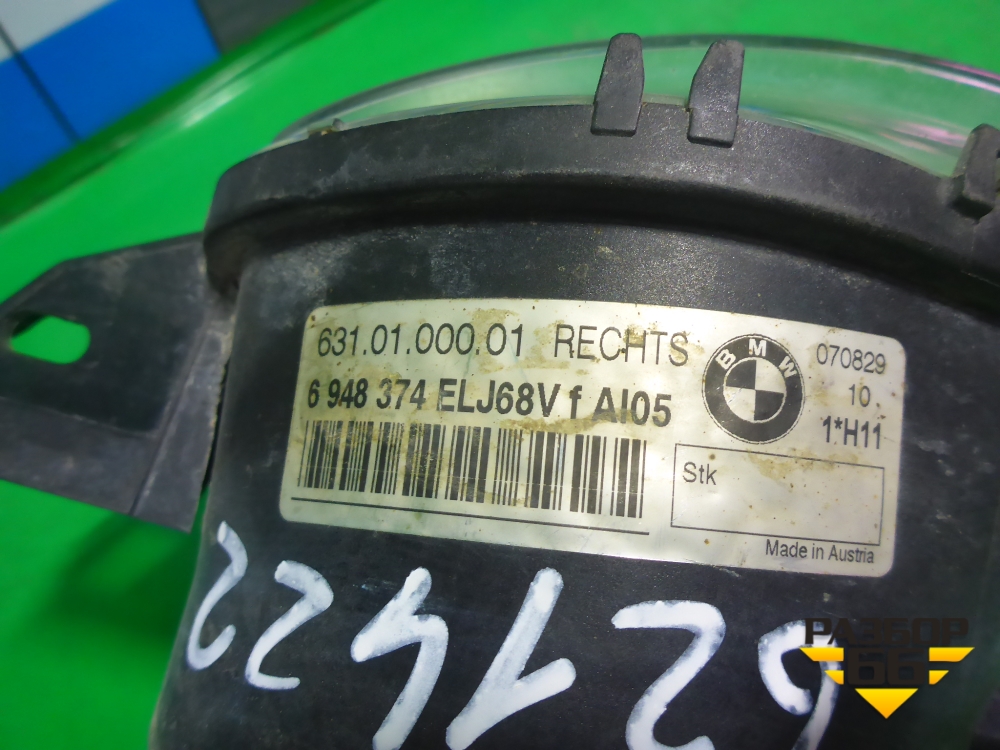 631.01.000.01 RECHTS
6 948 374 ELJ68V f AI05
BMW
070829
10
1*H11
Stk
Made in Austria
22412
РАЗБОР
66